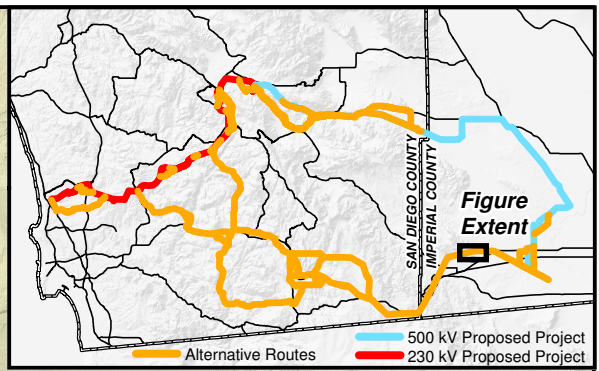 SAN DIEGO COUNTY
IMPERIAL COUNTY
Figure
Extent
500 kV Proposed Project
Alternative Routes
230 kV Proposed Project